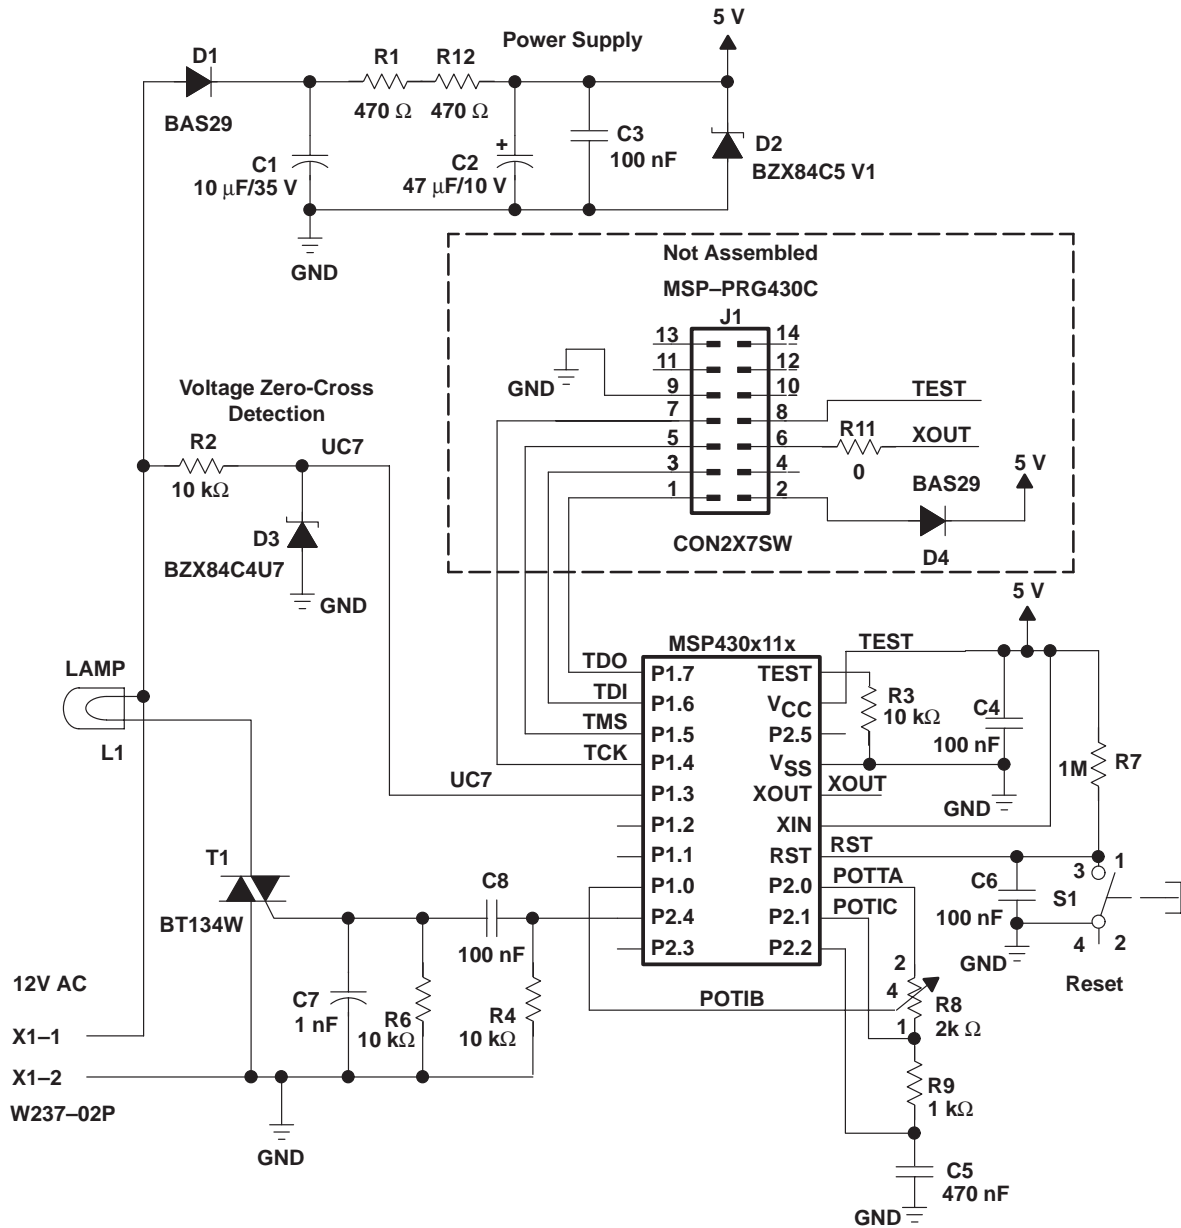 5 V
Power Supply
D1
R1
R12
BAS29
470 Ω
470 Ω
C1
10 μF/35 V
+
C2
47 μF/10 V
C3
100 nF
D2
BZX84C5 V1
GND
Not Assembled
MSP–PRG430C
J1
13
14
11
12
GND
9
10
7
8
TEST
5
6
R11
XOUT
0
3
4
1
2
BAS29
5 V
D4
CON2X7SW
Voltage Zero-Cross
Detection
R2
UC7
10 kΩ
D3
BZX84C4U7
GND
5 V
MSP430x11x
LAMP
L1
TDO
P1.7
TEST
TEST
TDI
P1.6
VCC
R3
10 kΩ
C4
100 nF
TMS
P1.5
P2.5
TCK
P1.4
VSS
1M
R7
UC7
P1.3
XOUT
XOUT
GND
P1.2
XIN
P1.1
RST
RST
T1
BT134W
C8
100 nF
P1.0
P2.0
POTTA
C6
100 nF
3
1
S1
4
2
P2.4
P2.1
POTIC
P2.3
P2.2
GND
Reset
12V AC
C7
1 nF
R6
10 kΩ
R4
10 kΩ
POTIB
2
4
1
R8
2k Ω
X1–1
X1–2
W237–02P
GND
R9
1 kΩ
C5
470 nF
GND